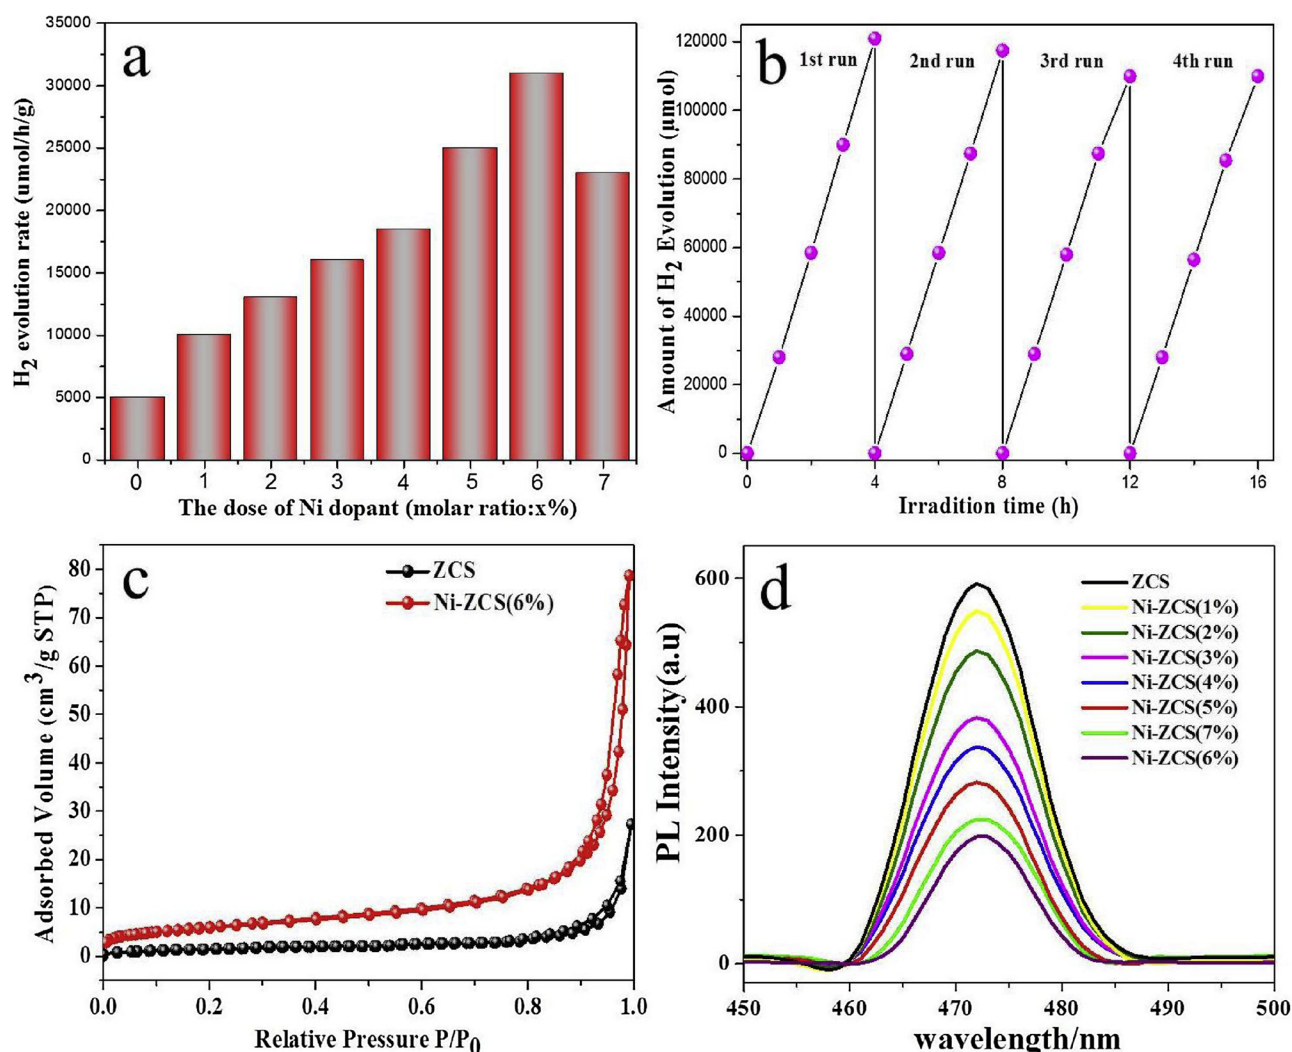 a
H2 evolution rate (umol/h/g)
35000
30000
25000
20000
15000
10000
5000
0
0 1 2 3 4 5 6 7
The dose of Ni dopant (molar ratio:x%)
b
1st run 2nd run 3rd run 4th run
Amount of H2 Evolution (μmol)
120000
100000
80000
60000
40000
20000
0
0 4 8 12 16
Irradition time (h)
c
ZCS
Ni-ZCS(6%)
Adsorbed Volume (cm3/g STP)
80
70
60
50
40
30
20
10
0
0.0 0.2 0.4 0.6 0.8 1.0
Relative Pressure P/P0
d
ZCS
Ni-ZCS(1%)
Ni-ZCS(2%)
Ni-ZCS(3%)
Ni-ZCS(4%)
Ni-ZCS(5%)
Ni-ZCS(7%)
Ni-ZCS(6%)
PL Intensity(a.u)
600
400
200
0
450 460 470 480 490 500
wavelength/nm